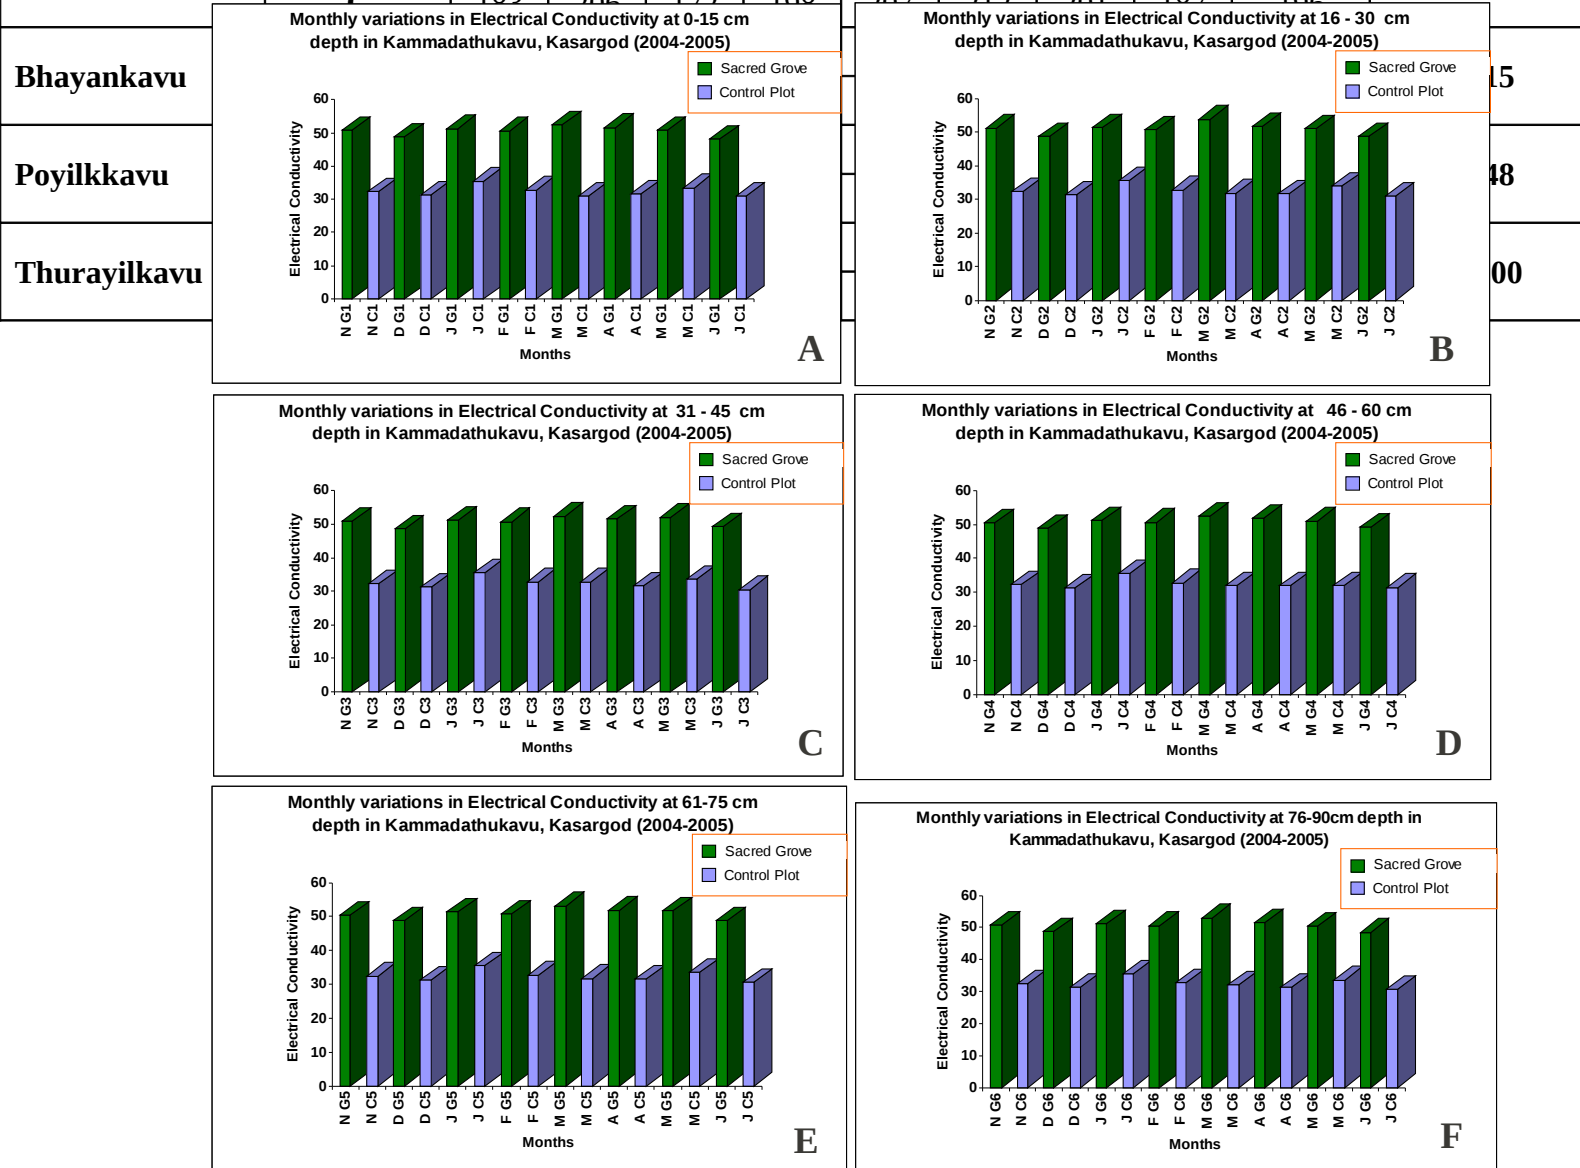 Bhayankavu
15
Poyilkkavu
48
Thurayilkavu
00
Monthly variations in Electrical Conductivity at 0-15 cm
depth in Kammadathukavu, Kasargod (2004-2005)
Sacred Grove
Control Plot
Electrical Conductivity
60
50
40
30
20
10
0
N G1 N C1 D G1 D C1 J G1 J C1 F G1 F C1 M G1 M C1 A G1 A C1 M G1 M C1 J G1 J C1
Months
A
Monthly variations in Electrical Conductivity at 16 - 30 cm
depth in Kammadathukavu, Kasargod (2004-2005)
Sacred Grove
Control Plot
Electrical Conductivity
60
50
40
30
20
10
0
N G2 N C2 D G2 D C2 J G2 J C2 F G2 F C2 M G2 M C2 A G2 A C2 M G2 M C2 J G2 J C2
Months
B
Monthly variations in Electrical Conductivity at 31 - 45 cm
depth in Kammadathukavu, Kasargod (2004-2005)
Sacred Grove
Control Plot
Electrical Conductivity
60
50
40
30
20
10
0
N G3 N C3 D G3 D C3 J G3 J C3 F G3 F C3 M G3 M C3 A G3 A C3 M G3 M C3 J G3 J C3
Months
C
Monthly variations in Electrical Conductivity at 46 - 60 cm
depth in Kammadathukavu, Kasargod (2004-2005)
Sacred Grove
Control Plot
Electrical Conductivity
60
50
40
30
20
10
0
N G4 N C4 D G4 D C4 J G4 J C4 F G4 F C4 M G4 M C4 A G4 A C4 M G4 M C4 J G4 J C4
Months
D
Monthly variations in Electrical Conductivity at 61-75 cm
depth in Kammadathukavu, Kasargod (2004-2005)
Sacred Grove
Control Plot
Electrical Conductivity
60
50
40
30
20
10
0
N G5 N C5 D G5 D C5 J G5 J C5 F G5 F C5 M G5 M C5 A G5 A C5 M G5 M C5 J G5 J C5
Months
E
Monthly variations in Electrical Conductivity at 76-90cm depth in
Kammadathukavu, Kasargod (2004-2005)
Sacred Grove
Control Plot
Electrical Conductivity
60
50
40
30
20
10
0
N G6 N C6 D G6 D C6 J G6 J C6 F G6 F C6 M G6 M C6 A G6 A C6 M G6 M C6 J G6 J C6
Months
F